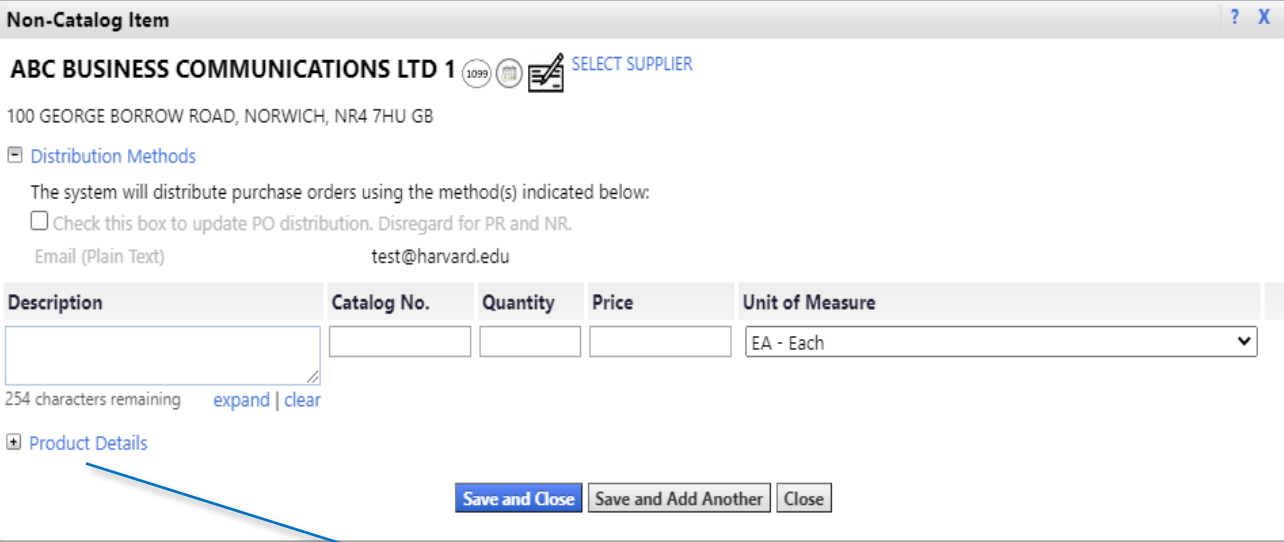 Non-Catalog Item ? X
ABC BUSINESS COMMUNICATIONS LTD 1 1099 SELECT SUPPLIER
100 GEORGE BORROW ROAD, NORWICH, NR4 7HU GB
Distribution Methods
The system will distribute purchase orders using the method(s) indicated below:
Check this box to update PO distribution. Disregard for PR and NR.
Email (Plain Text) test@harvard.edu
Description Catalog No. Quantity Price Unit of Measure
EA - Each
254 characters remaining expand | clear
Product Details
Save and Close Save and Add Another Close